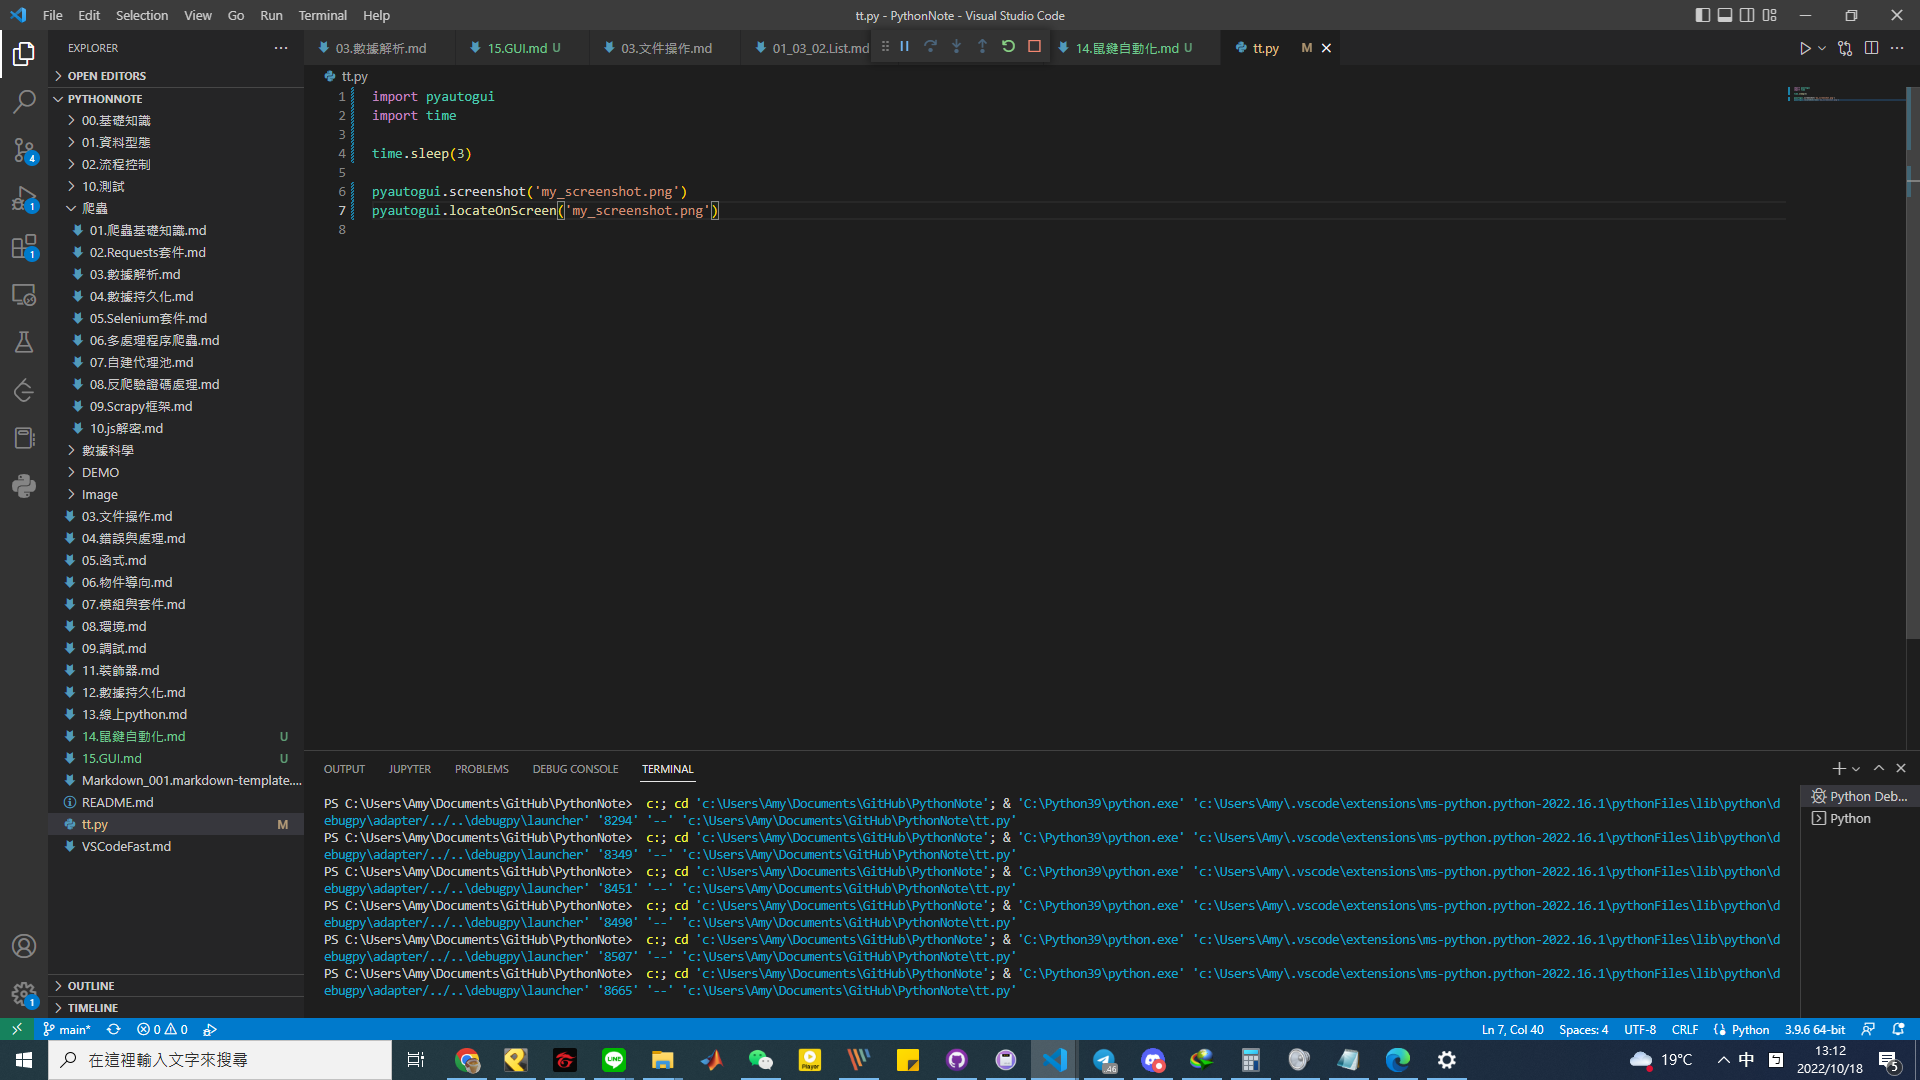 File Edit Selection View Go Run Terminal Help
tt.py - PythonNote - Visual Studio Code
EXPLORER
OPEN EDITORS
PYTHONNOTE
00.基礎知識
01.資料型態
02.流程控制
10.測試
爬蟲
01.爬蟲基礎知識.md
02.Requests套件.md
03.數據解析.md
04.數據持久化.md
05.Selenium套件.md
06.多處理程序爬蟲.md
07.自建代理池.md
08.反爬驗證碼處理.md
09.Scrapy框架.md
10.js解密.md
數據科學
DEMO
Image
03.文件操作.md
04.錯誤與處理.md
05.函式.md
06.物件導向.md
07.模組與套件.md
08.環境.md
09.調試.md
11.裝飾器.md
12.數據持久化.md
13.線上python.md
14.鼠鍵自動化.md U
15.GUI.md U
Markdown_001.markdown-template....
README.md
tt.py M
VSCodeFast.md
OUTLINE
TIMELINE
4
1
1
1
03.數據解析.md 15.GUI.md U 03.文件操作.md 01_03_02.List.md 14.鼠鍵自動化.md U tt.py M
tt.py
1 import pyautogui
2 import time
3
4 time.sleep(3)
5
6 pyautogui.screenshot('my_screenshot.png')
7 pyautogui.locateOnScreen('my_screenshot.png')
8
OUTPUT JUPYTER PROBLEMS DEBUG CONSOLE TERMINAL
PS C:\Users\Amy\Documents\GitHub\PythonNote> c:; cd 'c:\Users\Amy\Documents\GitHub\PythonNote'; & 'C:\Python39\python.exe' 'c:\Users\Amy\.vscode\extensions\ms-python.python-2022.16.1\pythonFiles\lib\python\d
ebugpy\adapter/../..\debugpy\launcher' '8294' '--' 'c:\Users\Amy\Documents\GitHub\PythonNote\tt.py'
PS C:\Users\Amy\Documents\GitHub\PythonNote> c:; cd 'c:\Users\Amy\Documents\GitHub\PythonNote'; & 'C:\Python39\python.exe' 'c:\Users\Amy\.vscode\extensions\ms-python.python-2022.16.1\pythonFiles\lib\python\d
ebugpy\adapter/../..\debugpy\launcher' '8349' '--' 'c:\Users\Amy\Documents\GitHub\PythonNote\tt.py'
PS C:\Users\Amy\Documents\GitHub\PythonNote> c:; cd 'c:\Users\Amy\Documents\GitHub\PythonNote'; & 'C:\Python39\python.exe' 'c:\Users\Amy\.vscode\extensions\ms-python.python-2022.16.1\pythonFiles\lib\python\d
ebugpy\adapter/../..\debugpy\launcher' '8451' '--' 'c:\Users\Amy\Documents\GitHub\PythonNote\tt.py'
PS C:\Users\Amy\Documents\GitHub\PythonNote> c:; cd 'c:\Users\Amy\Documents\GitHub\PythonNote'; & 'C:\Python39\python.exe' 'c:\Users\Amy\.vscode\extensions\ms-python.python-2022.16.1\pythonFiles\lib\python\d
ebugpy\adapter/../..\debugpy\launcher' '8490' '--' 'c:\Users\Amy\Documents\GitHub\PythonNote\tt.py'
PS C:\Users\Amy\Documents\GitHub\PythonNote> c:; cd 'c:\Users\Amy\Documents\GitHub\PythonNote'; & 'C:\Python39\python.exe' 'c:\Users\Amy\.vscode\extensions\ms-python.python-2022.16.1\pythonFiles\lib\python\d
ebugpy\adapter/../..\debugpy\launcher' '8507' '--' 'c:\Users\Amy\Documents\GitHub\PythonNote\tt.py'
PS C:\Users\Amy\Documents\GitHub\PythonNote> c:; cd 'c:\Users\Amy\Documents\GitHub\PythonNote'; & 'C:\Python39\python.exe' 'c:\Users\Amy\.vscode\extensions\ms-python.python-2022.16.1\pythonFiles\lib\python\d
ebugpy\adapter/../..\debugpy\launcher' '8665' '--' 'c:\Users\Amy\Documents\GitHub\PythonNote\tt.py'
Python Deb...
Python
main* 0 0
Ln 7, Col 40 Spaces: 4 UTF-8 CRLF Python 3.9.6 64-bit
在這裡輸入文字來搜尋
Player
LINE
46
19°C
中
13:12
2022/10/18
5